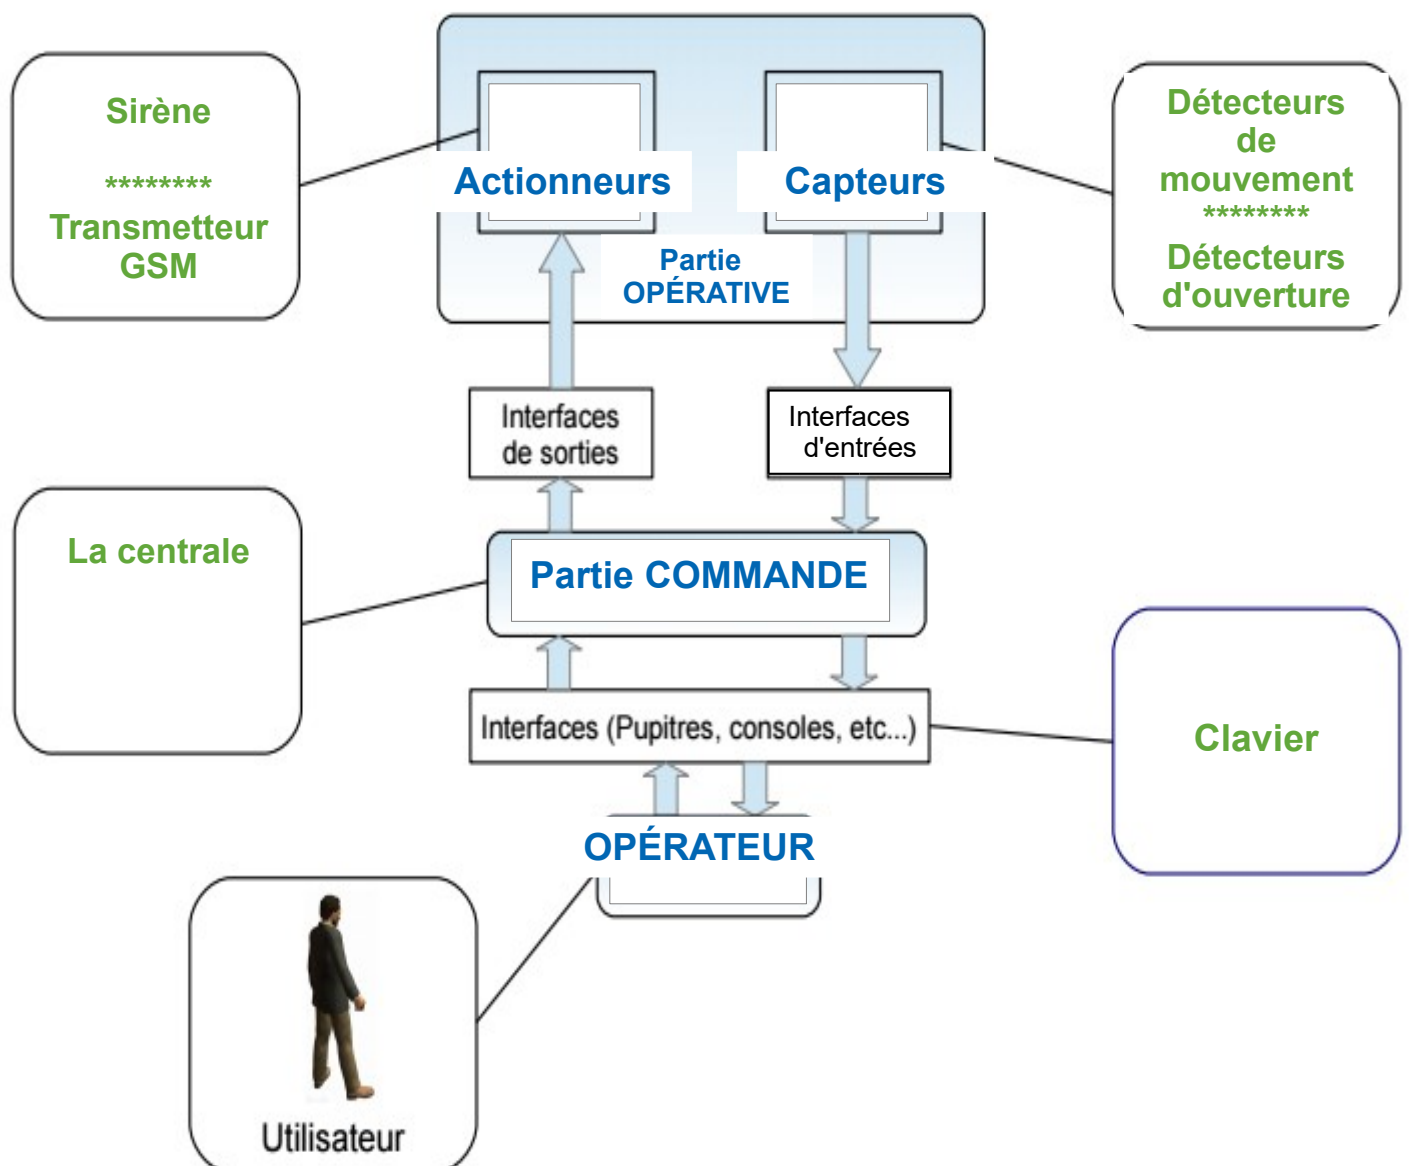 Sirène
********
Transmetteur
GSM
Actionneurs
Capteurs
Partie
OPÉRATIVE
Détecteurs
de
mouvement
********
Détecteurs
d'ouverture
Interfaces
de sorties
Interfaces
d'entrées
La centrale
Partie COMMANDE
Interfaces (Pupitres, consoles, etc...)
Clavier
OPÉRATEUR
Utilisateur